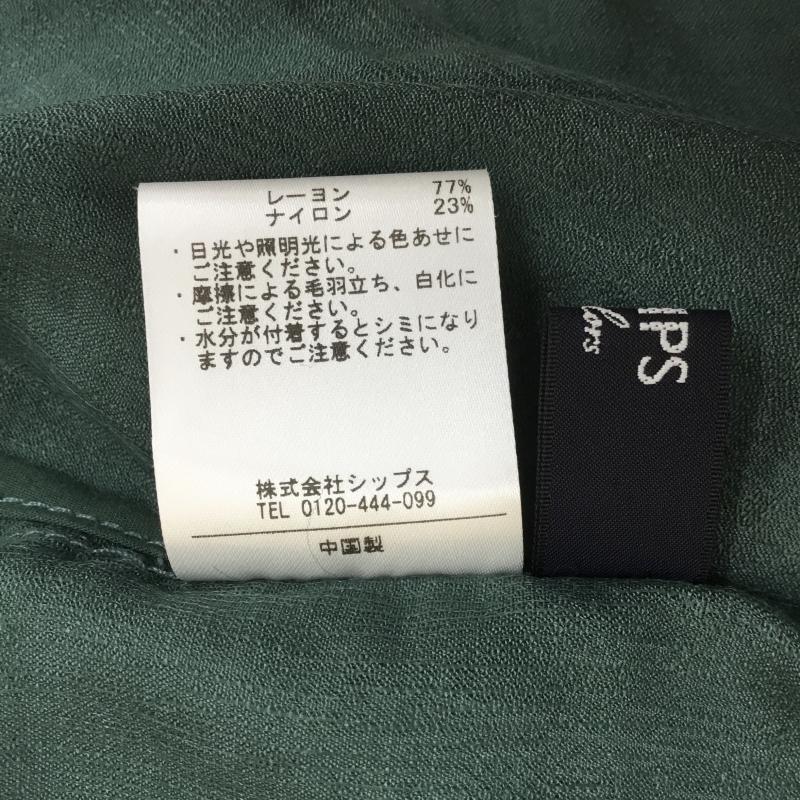 レーヨン 77%
ナイロン 23%
・日光や照明光による色あせに
ご注意ください。
・摩擦による毛羽立ち、白化に
ご注意ください。
・水分が付着するとシミになり
ますのでご注意ください。
株式会社シップス
TEL 0120-444-099
中国製
IPS
lors